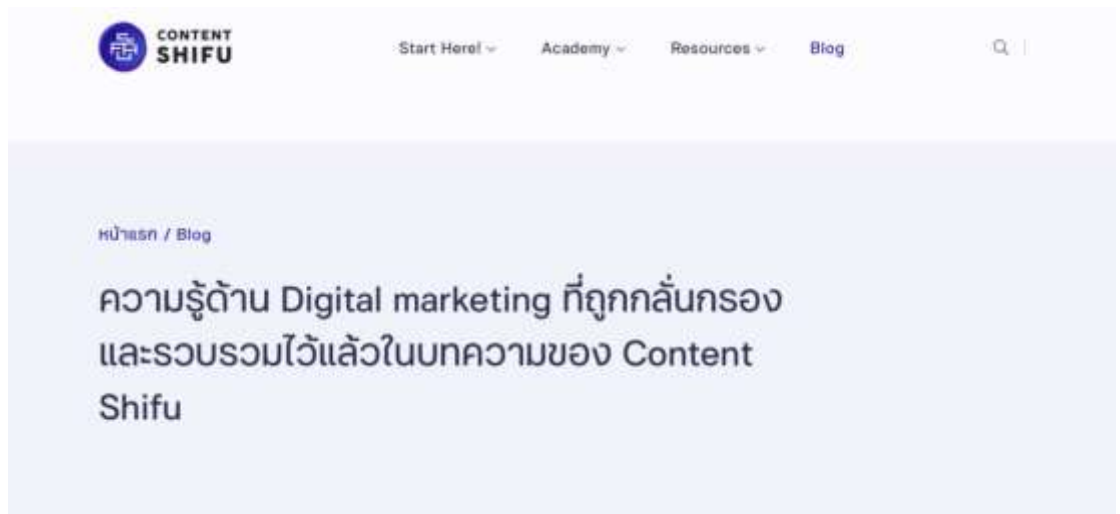 CONTENT
SHIFU
Start Here!
Academy
Resources
Blog
หน้าแรก / Blog
ความรู้ด้าน Digital marketing ที่ถูกกลั่นกรอง
และรวบรวมไว้แล้วในบทความของ Content
Shifu